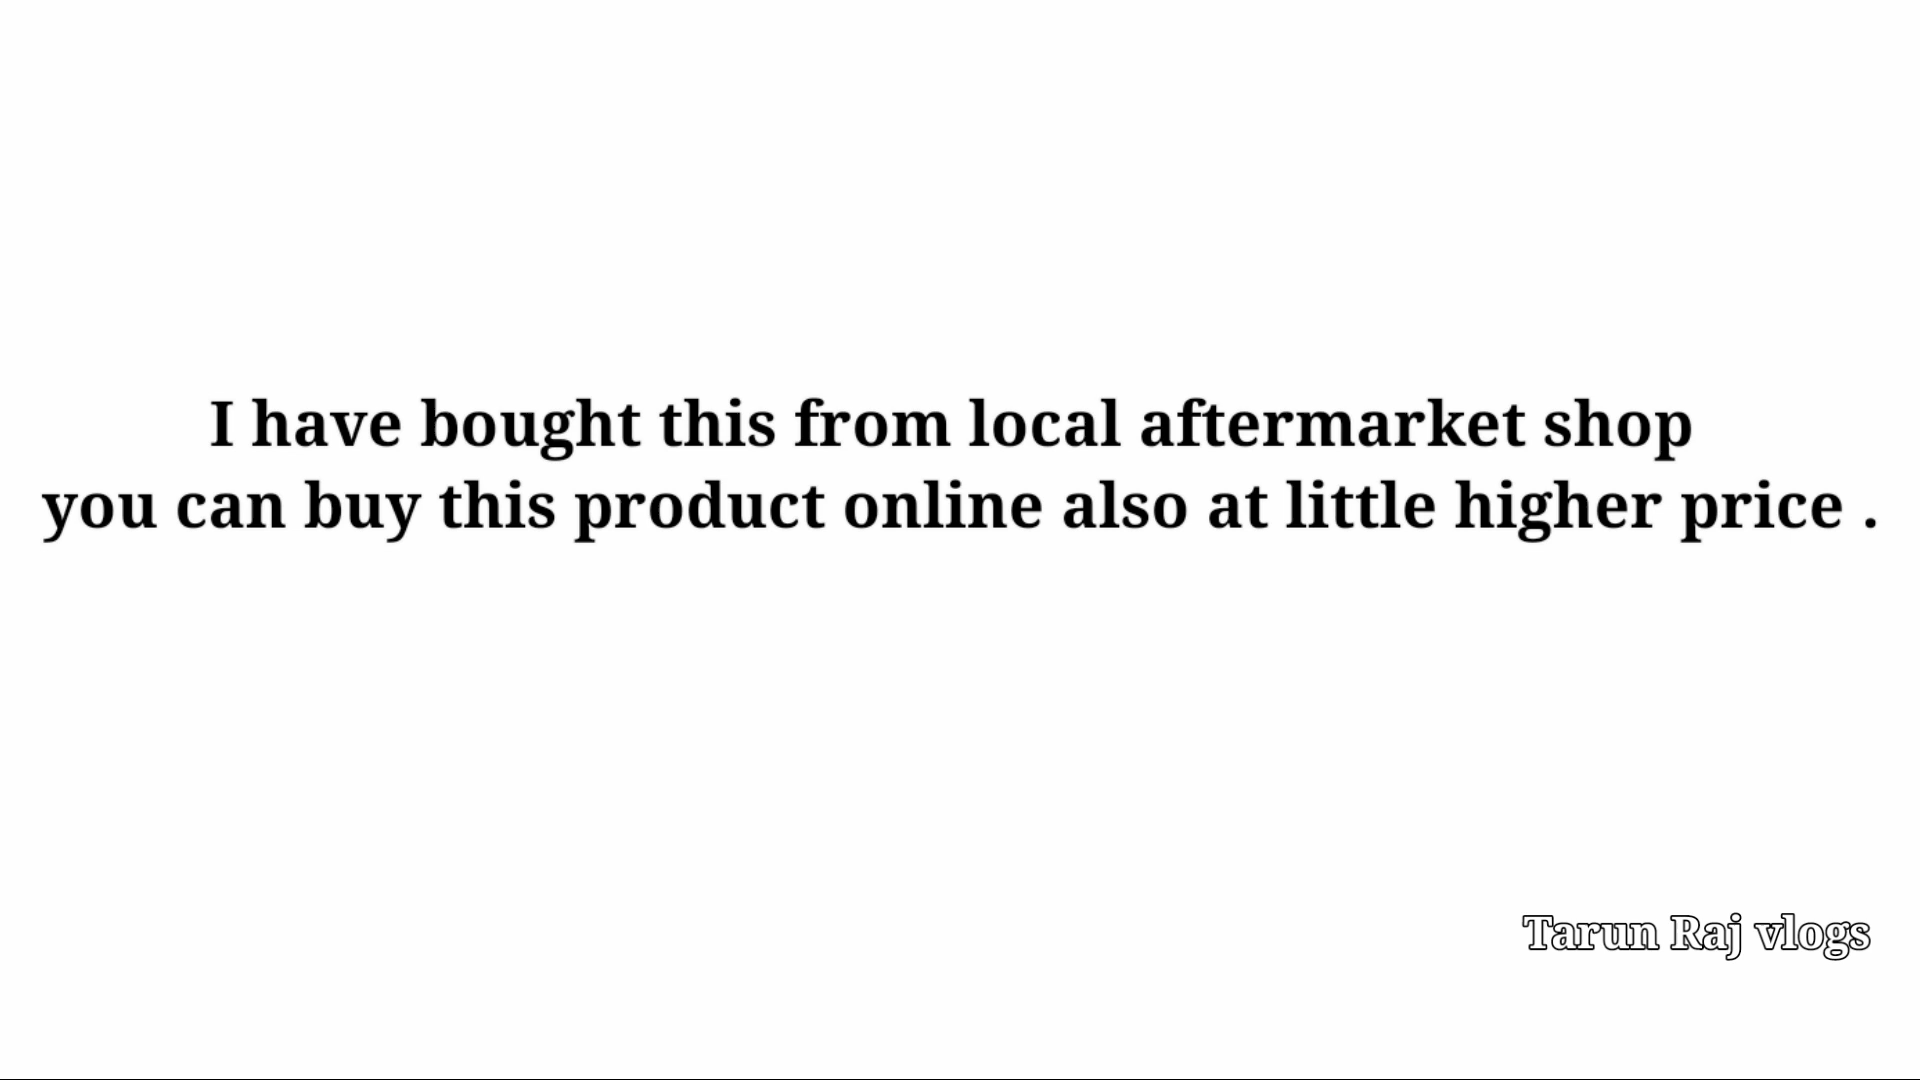 I have bought this from local aftermarket shop
you can buy this product online also at little higher price .
Tarun Raj vlogs